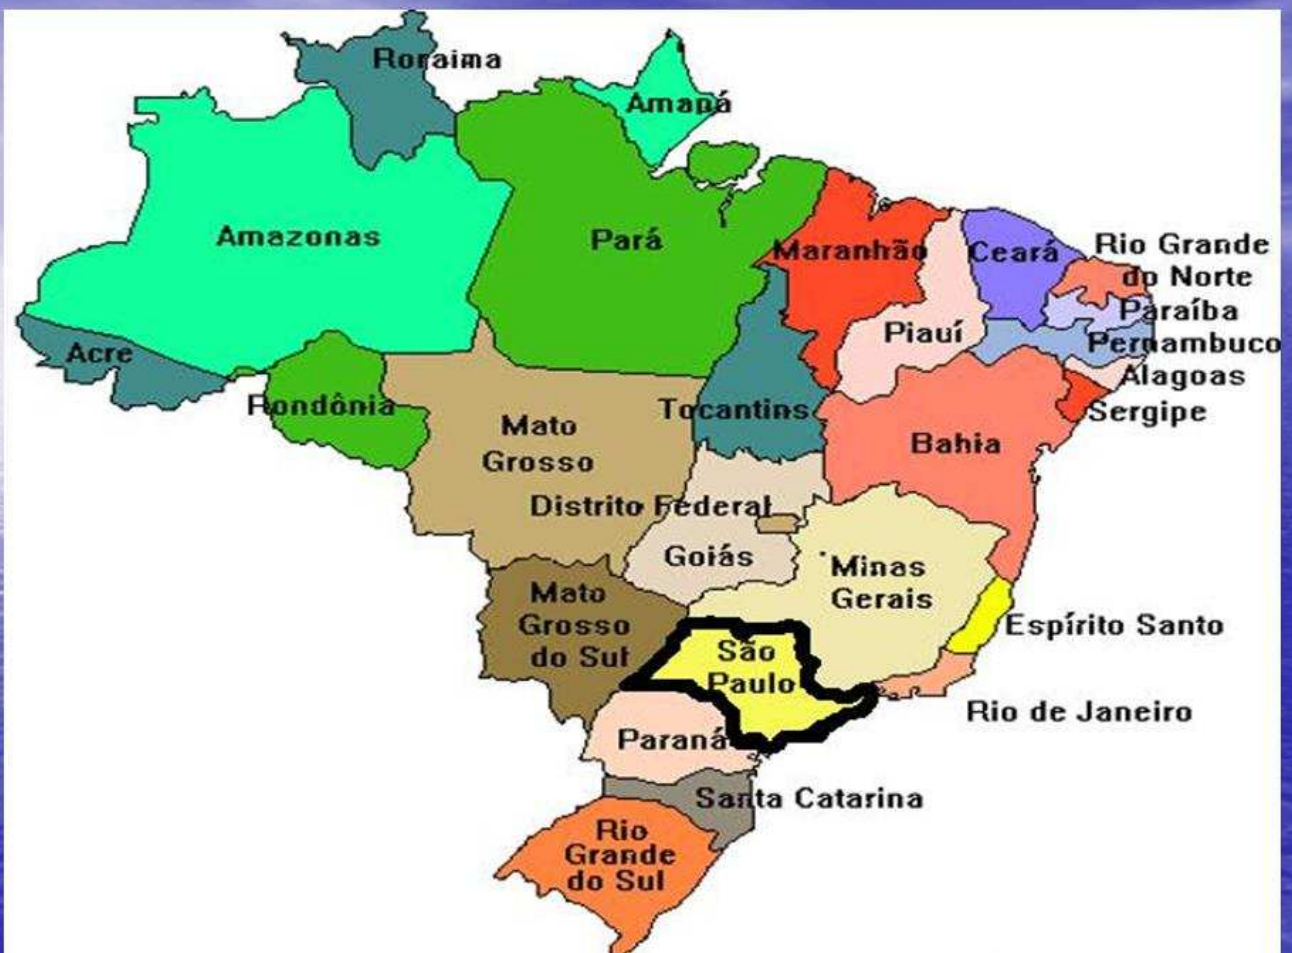 Roraima
Amapá
Amazonas
Pará
Maranhão
Ceará
Rio Grande
do Norte
Paraíba
Piauí
Pernambuco
Acre
Alagoas
Rondônia
Tocantins
Sergipe
Mato
Grosso
Bahia
Distrito Federal
Goiás
Minas
Gerais
Mato
Grosso
do Sul
Espírito Santo
São
Paulo
Rio de Janeiro
Paraná
Santa Catarina
Rio
Grande
do Sul